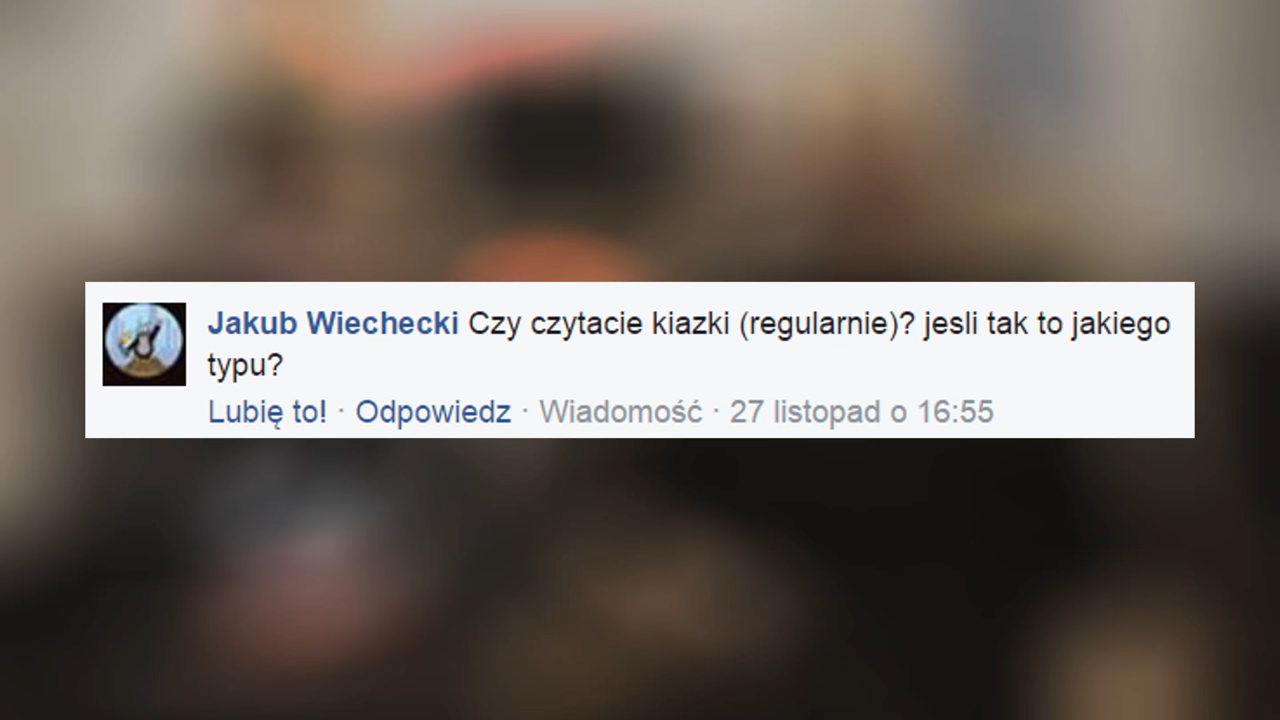 Jakub Wiechecki Czy czytacie kiazki (regularnie)? jesli tak to jakiego
typu?
Lubię to! · Odpowiedz · Wiadomość · 27 listopad o 16:55